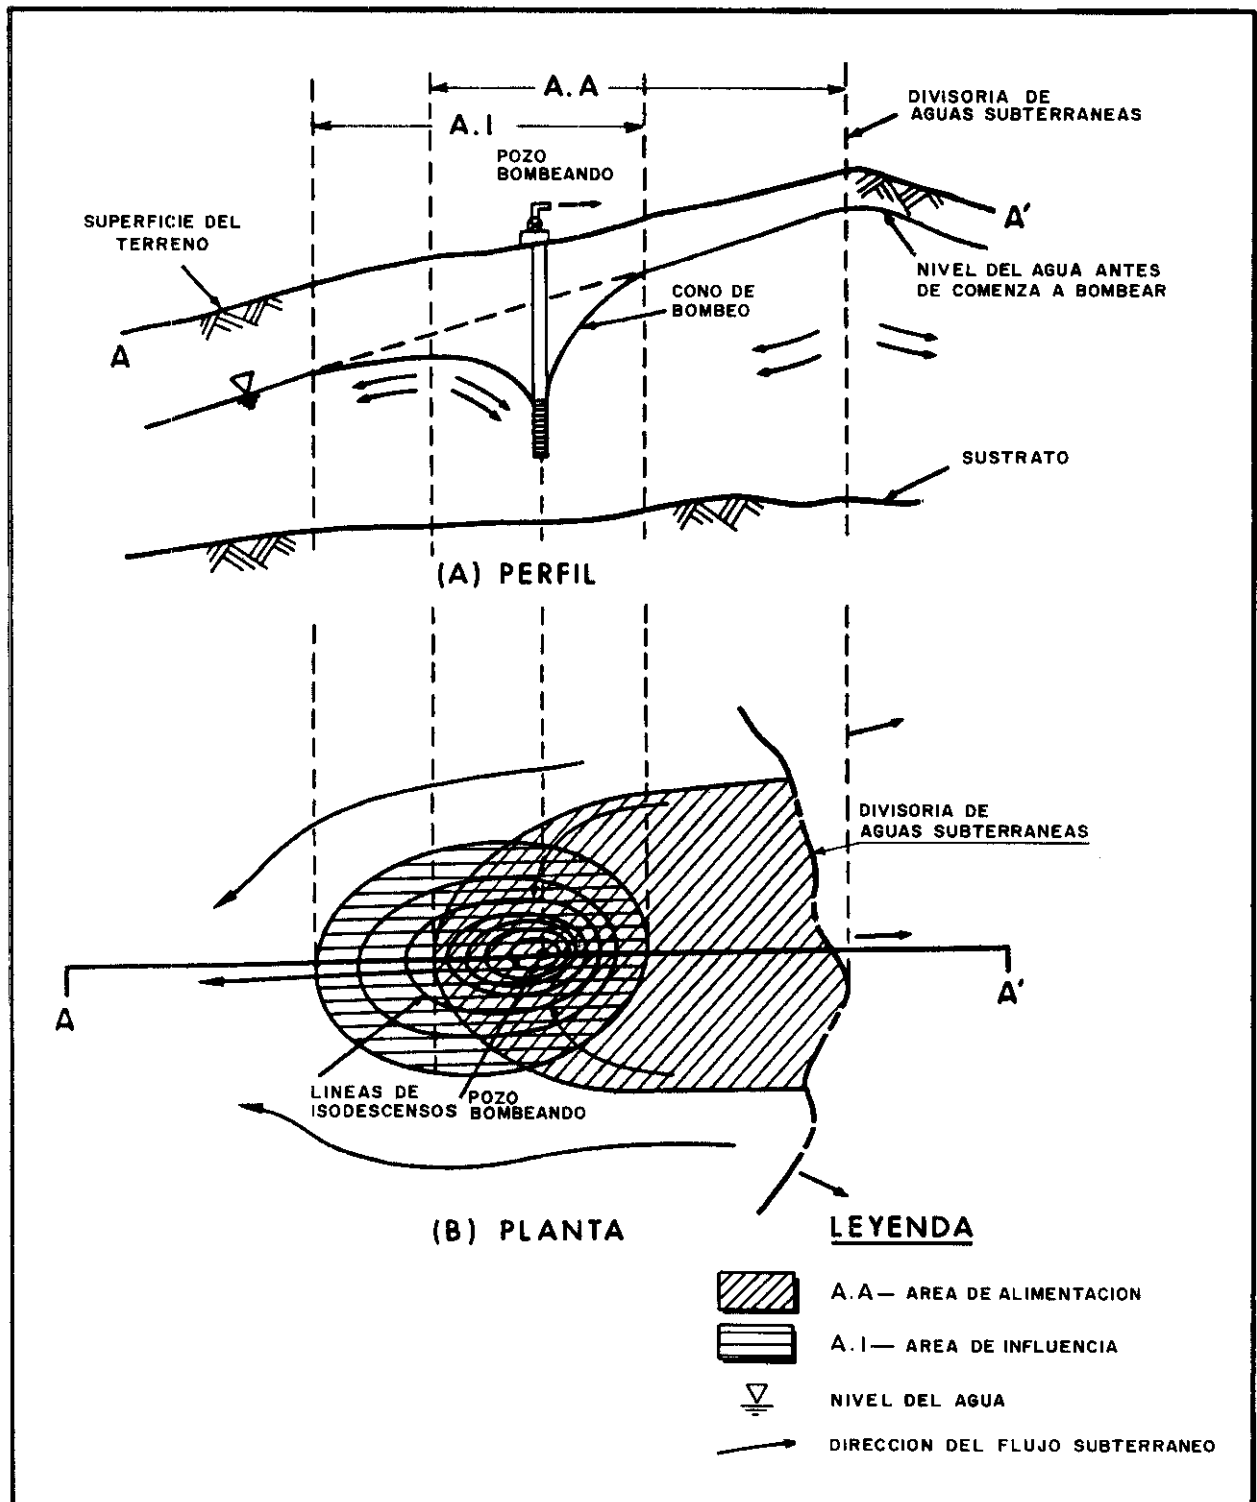 A.A
DIVISORIA DE
AGUAS SUBTERRANEAS
A.I
POZO
BOMBEANDO
SUPERFICIE DEL
TERRENO
A'
NIVEL DEL AGUA ANTES
DE COMENZA A BOMBEAR
CONO DE
BOMBEO
A
SUSTRATO
(A) PERFIL
DIVISORIA DE
AGUAS SUBTERRANEAS
A
A'
LINEAS DE
ISODESCENSOS
POZO
BOMBEANDO
(B) PLANTA
LEYENDA
A.A— AREA DE ALIMENTACION
A.I— AREA DE INFLUENCIA
NIVEL DEL AGUA
DIRECCION DEL FLUJO SUBTERRANEO